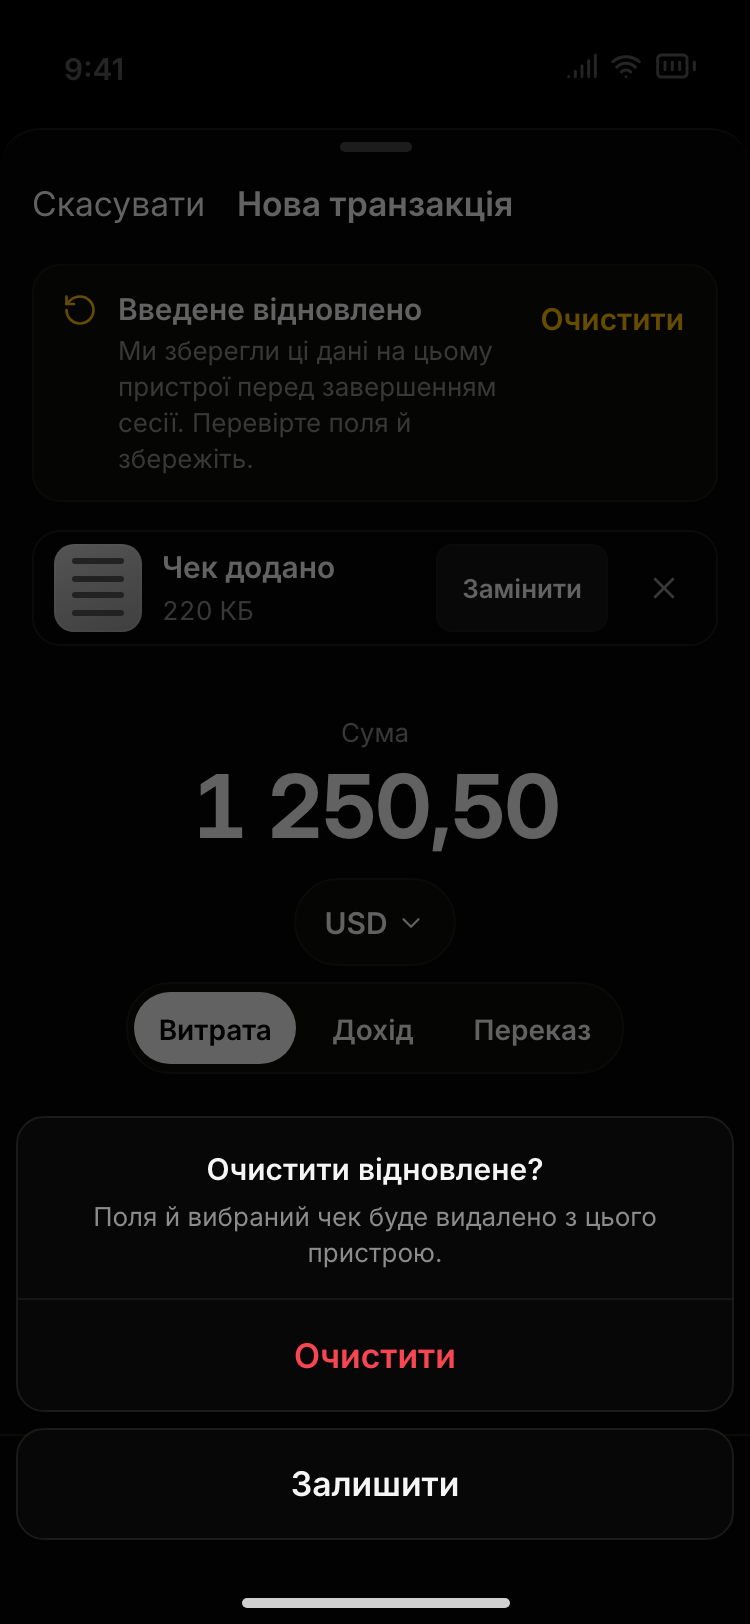 9:41
Скасувати Нова транзакція
Введене відновлено
Очистити
Ми зберегли ці дані на цьому
пристрої перед завершенням
сесії. Перевірте поля й
збережіть.
Чек додано
220 КБ
Замінити
Сума
1 250,50
USD
Витрата Дохід Переказ
Очистити відновлене?
Поля й вибраний чек буде видалено з цього
пристрою.
Очистити
Залишити